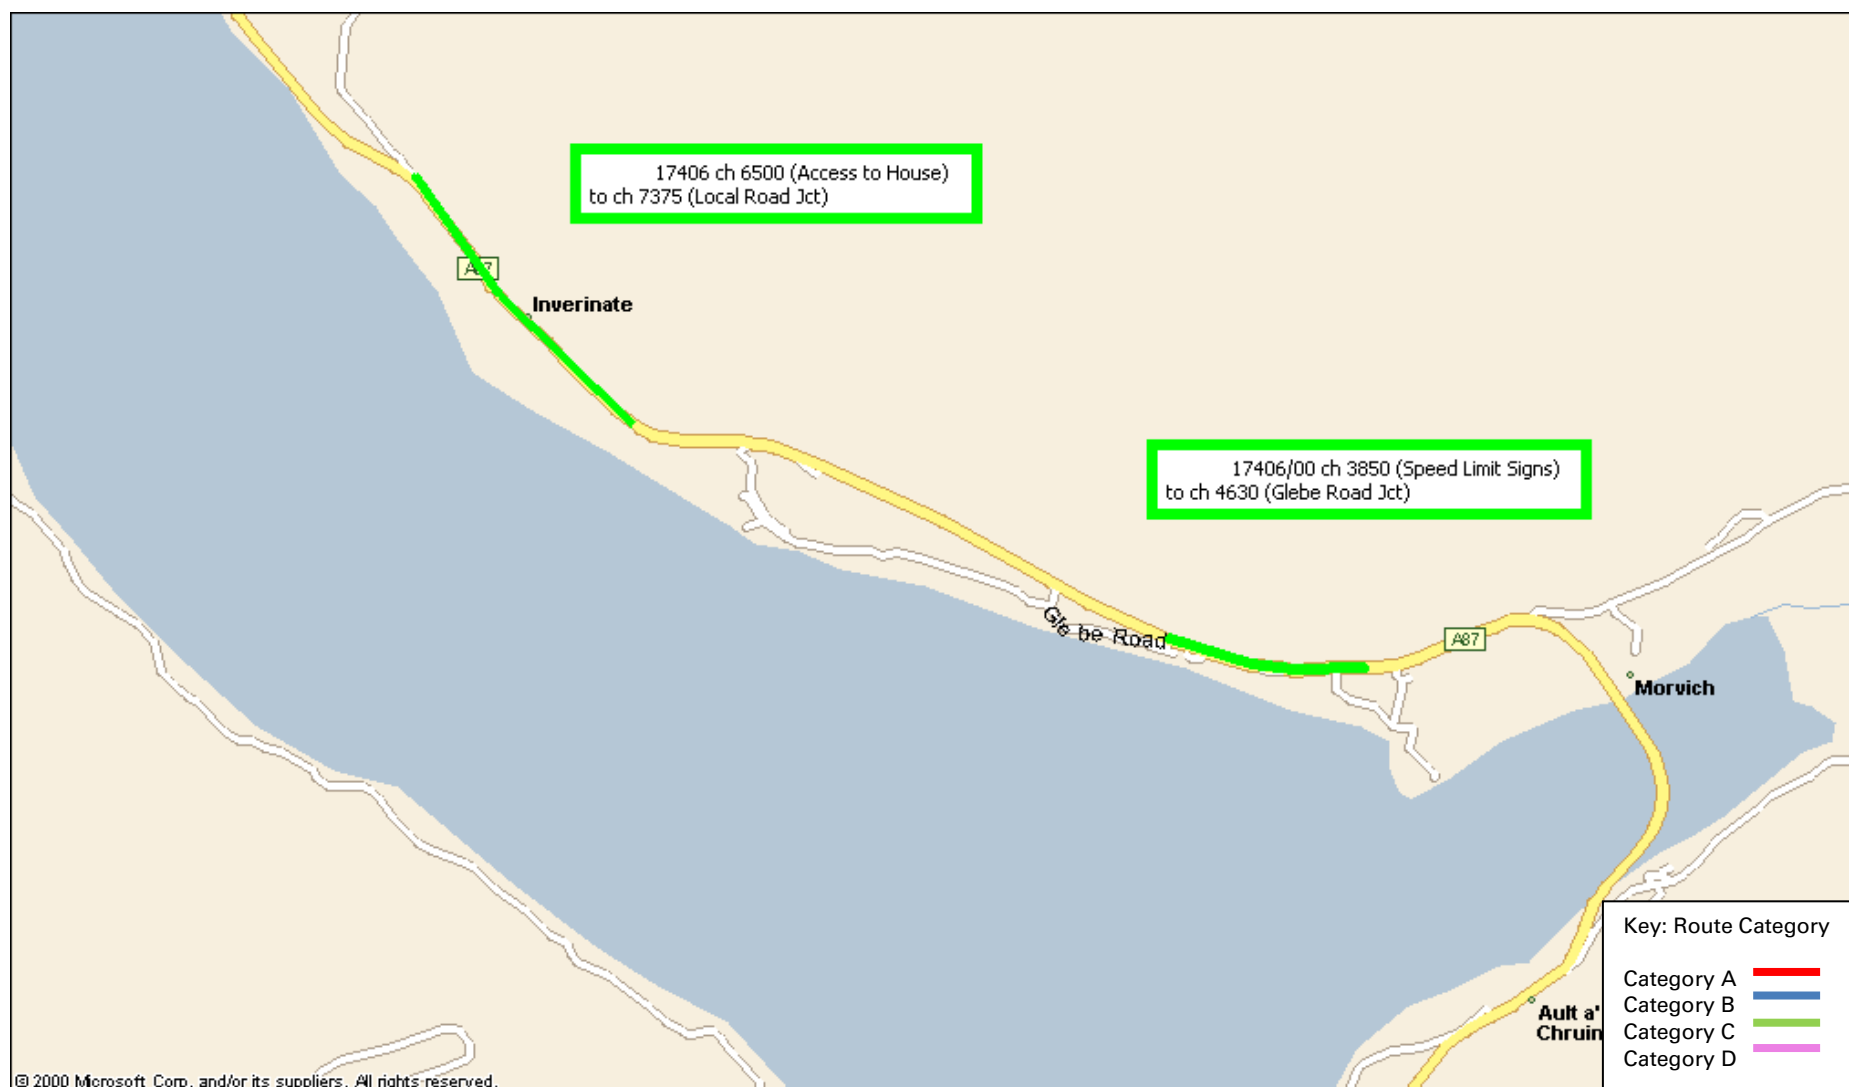 17406 ch 6500 (Access to House)
to ch 7375 (Local Road Jct)
Inverinate
17406/00 ch 3850 (Speed Limit Signs)
to ch 4630 (Glebe Road Jct)
Glebe Road
A87
Morvich
Key: Route Category
Category A
Category B
Category C
Category D
Ault a'
Chruin
© 2000 Microsoft Corp. and/or its suppliers. All rights reserved.